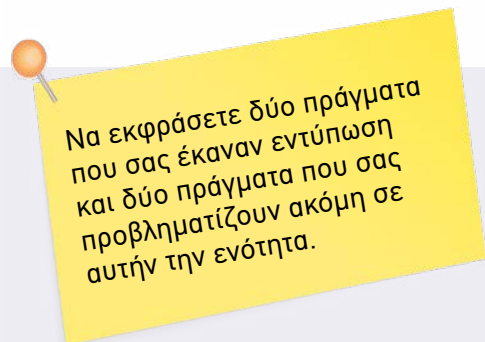 Να εκφράσετε δύο πράγματα
που σας έκαναν εντύπωση
και δύο πράγματα που σας
προβληματίζουν ακόμη σε
αυτήν την ενότητα.